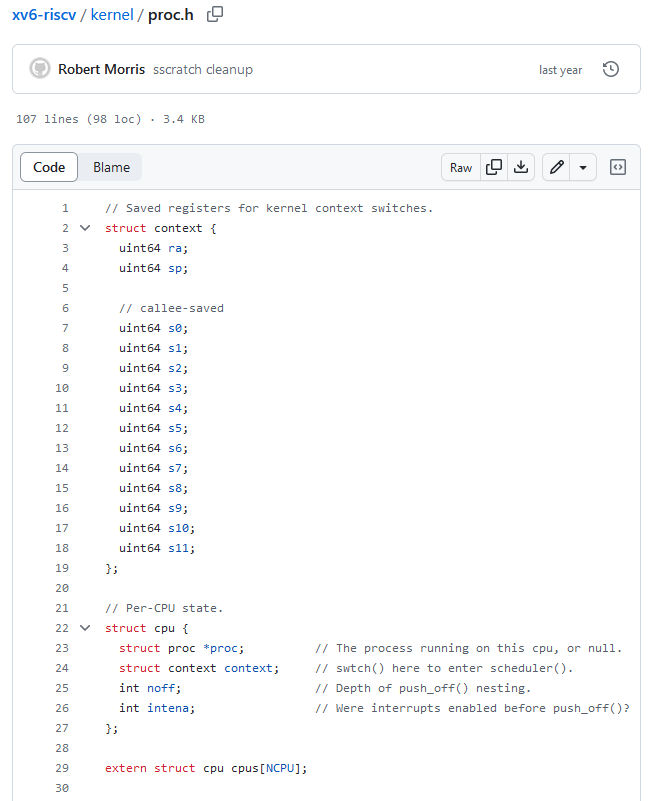 xv6-riscv / kernel / proc.h
Robert Morris sscratch cleanup last year
107 lines (98 loc) · 3.4 KB
Code Blame Raw
1 // Saved registers for kernel context switches.
2 struct context {
3 uint64 ra;
4 uint64 sp;
5
6 // callee-saved
7 uint64 s0;
8 uint64 s1;
9 uint64 s2;
10 uint64 s3;
11 uint64 s4;
12 uint64 s5;
13 uint64 s6;
14 uint64 s7;
15 uint64 s8;
16 uint64 s9;
17 uint64 s10;
18 uint64 s11;
19 };
20
21 // Per-CPU state.
22 struct cpu {
23 struct proc *proc; // The process running on this cpu, or null.
24 struct context context; // swtch() here to enter scheduler().
25 int noff; // Depth of push_off() nesting.
26 int intena; // Were interrupts enabled before push_off()?
27 };
28
29 extern struct cpu cpus[NCPU];
30